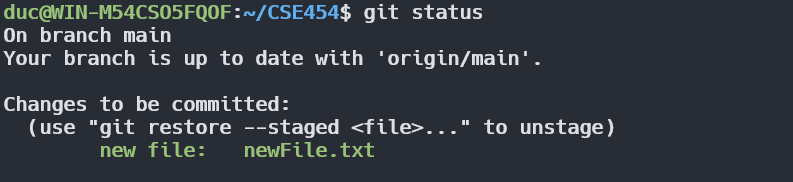 duc@WIN-M54CSO5FQOF:~/CSE454$ git status
On branch main
Your branch is up to date with 'origin/main'.

Changes to be committed:
  (use "git restore --staged <file>..." to unstage)
        new file:   newFile.txt